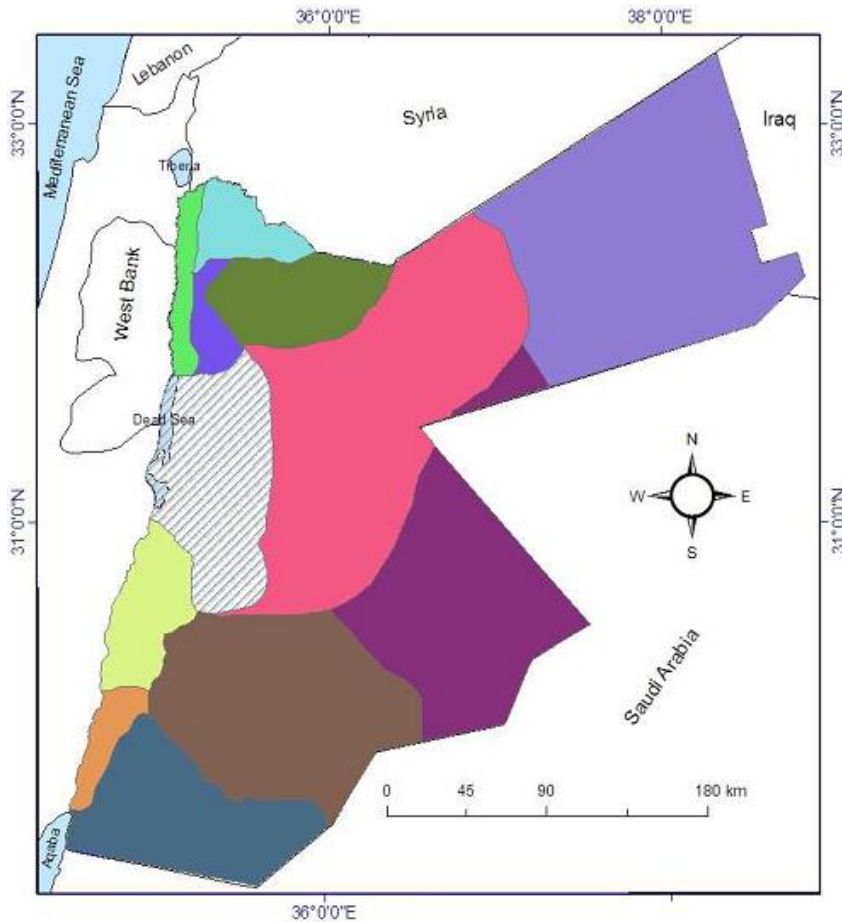 36°0'0"E
38°0'0"E
33°0'0"N
33°0'0"N
Mediterranean Sea
Lebanon
Syria
Iraq
Tiberia
West Bank
Dead Sea
N
W
E
S
31°0'0"N
31°0'0"N
Saudi Arabia
0 45 90 180 km
Aqaba
36°0'0"E